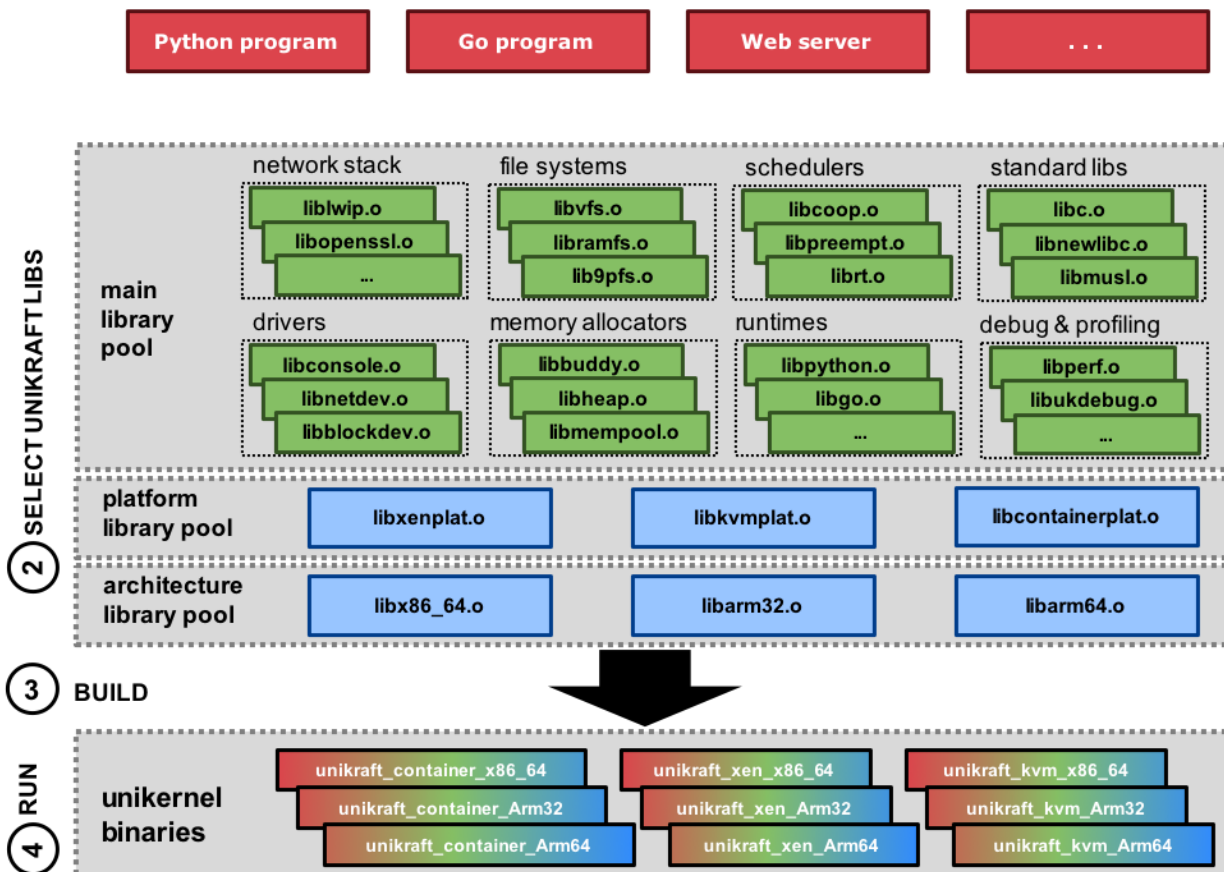 Python program
Go program
Web server
. . .
2 SELECT UNIKRAFT LIBS
main
library
pool
network stack
liblwip.o
libopenssl.o
...
file systems
libvfs.o
libramfs.o
lib9pfs.o
schedulers
libcoop.o
libpreempt.o
librt.o
standard libs
libc.o
libnewlibc.o
libmusl.o
drivers
libconsole.o
libnetdev.o
libblockdev.o
memory allocators
libbuddy.o
libheap.o
libmempool.o
runtimes
libpython.o
libgo.o
...
debug & profiling
libperf.o
libukdebug.o
...
platform
library pool
libxenplat.o
libkvmplat.o
libcontainerplat.o
architecture
library pool
libx86_64.o
libarm32.o
libarm64.o
3 BUILD
4 RUN
unikernel
binaries
unikraft_container_x86_64
unikraft_container_Arm32
unikraft_container_Arm64
unikraft_xen_x86_64
unikraft_xen_Arm32
unikraft_xen_Arm64
unikraft_kvm_x86_64
unikraft_kvm_Arm32
unikraft_kvm_Arm64